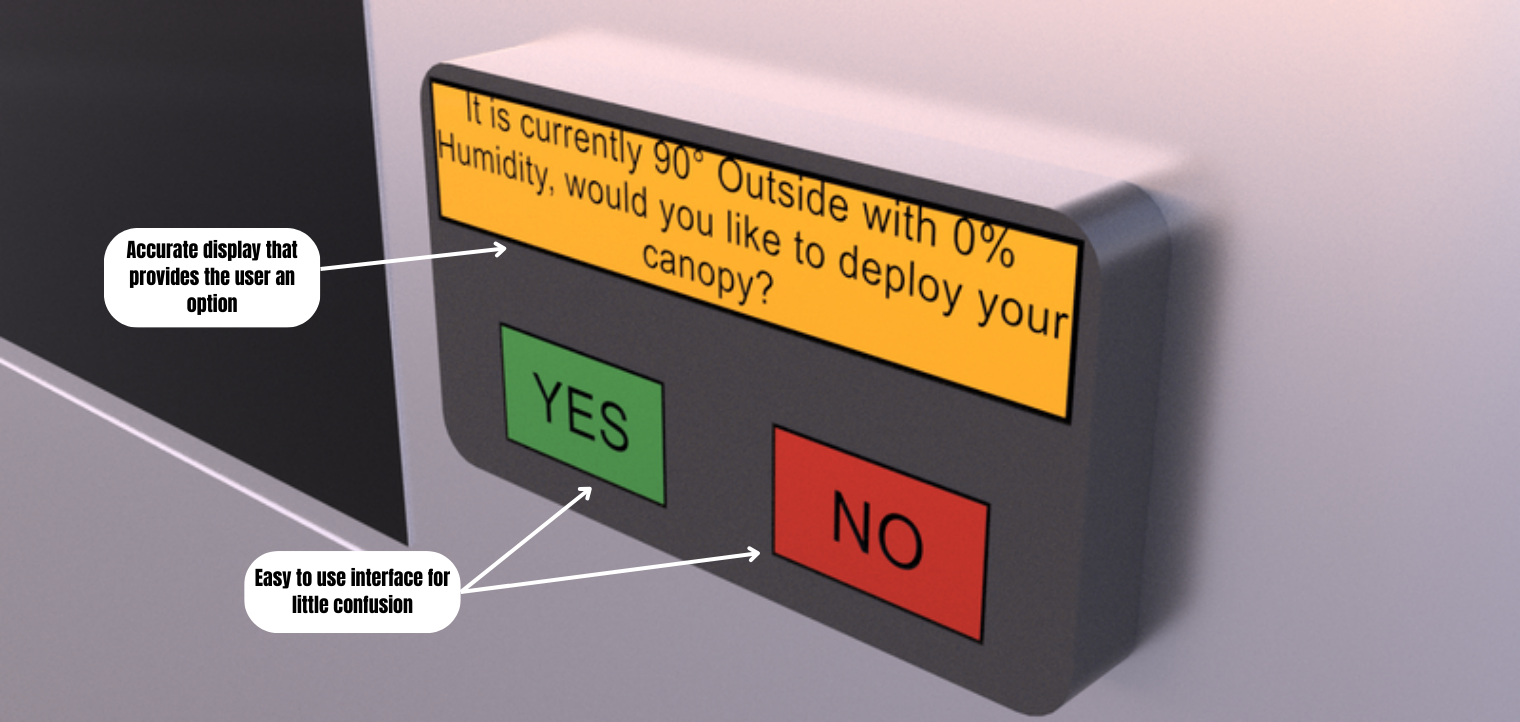 It is currently 90° Outside with 0%
Humidity, would you like to deploy your
canopy?
Accurate display that
provides the user an
option
YES
NO
Easy to use interface for
little confusion